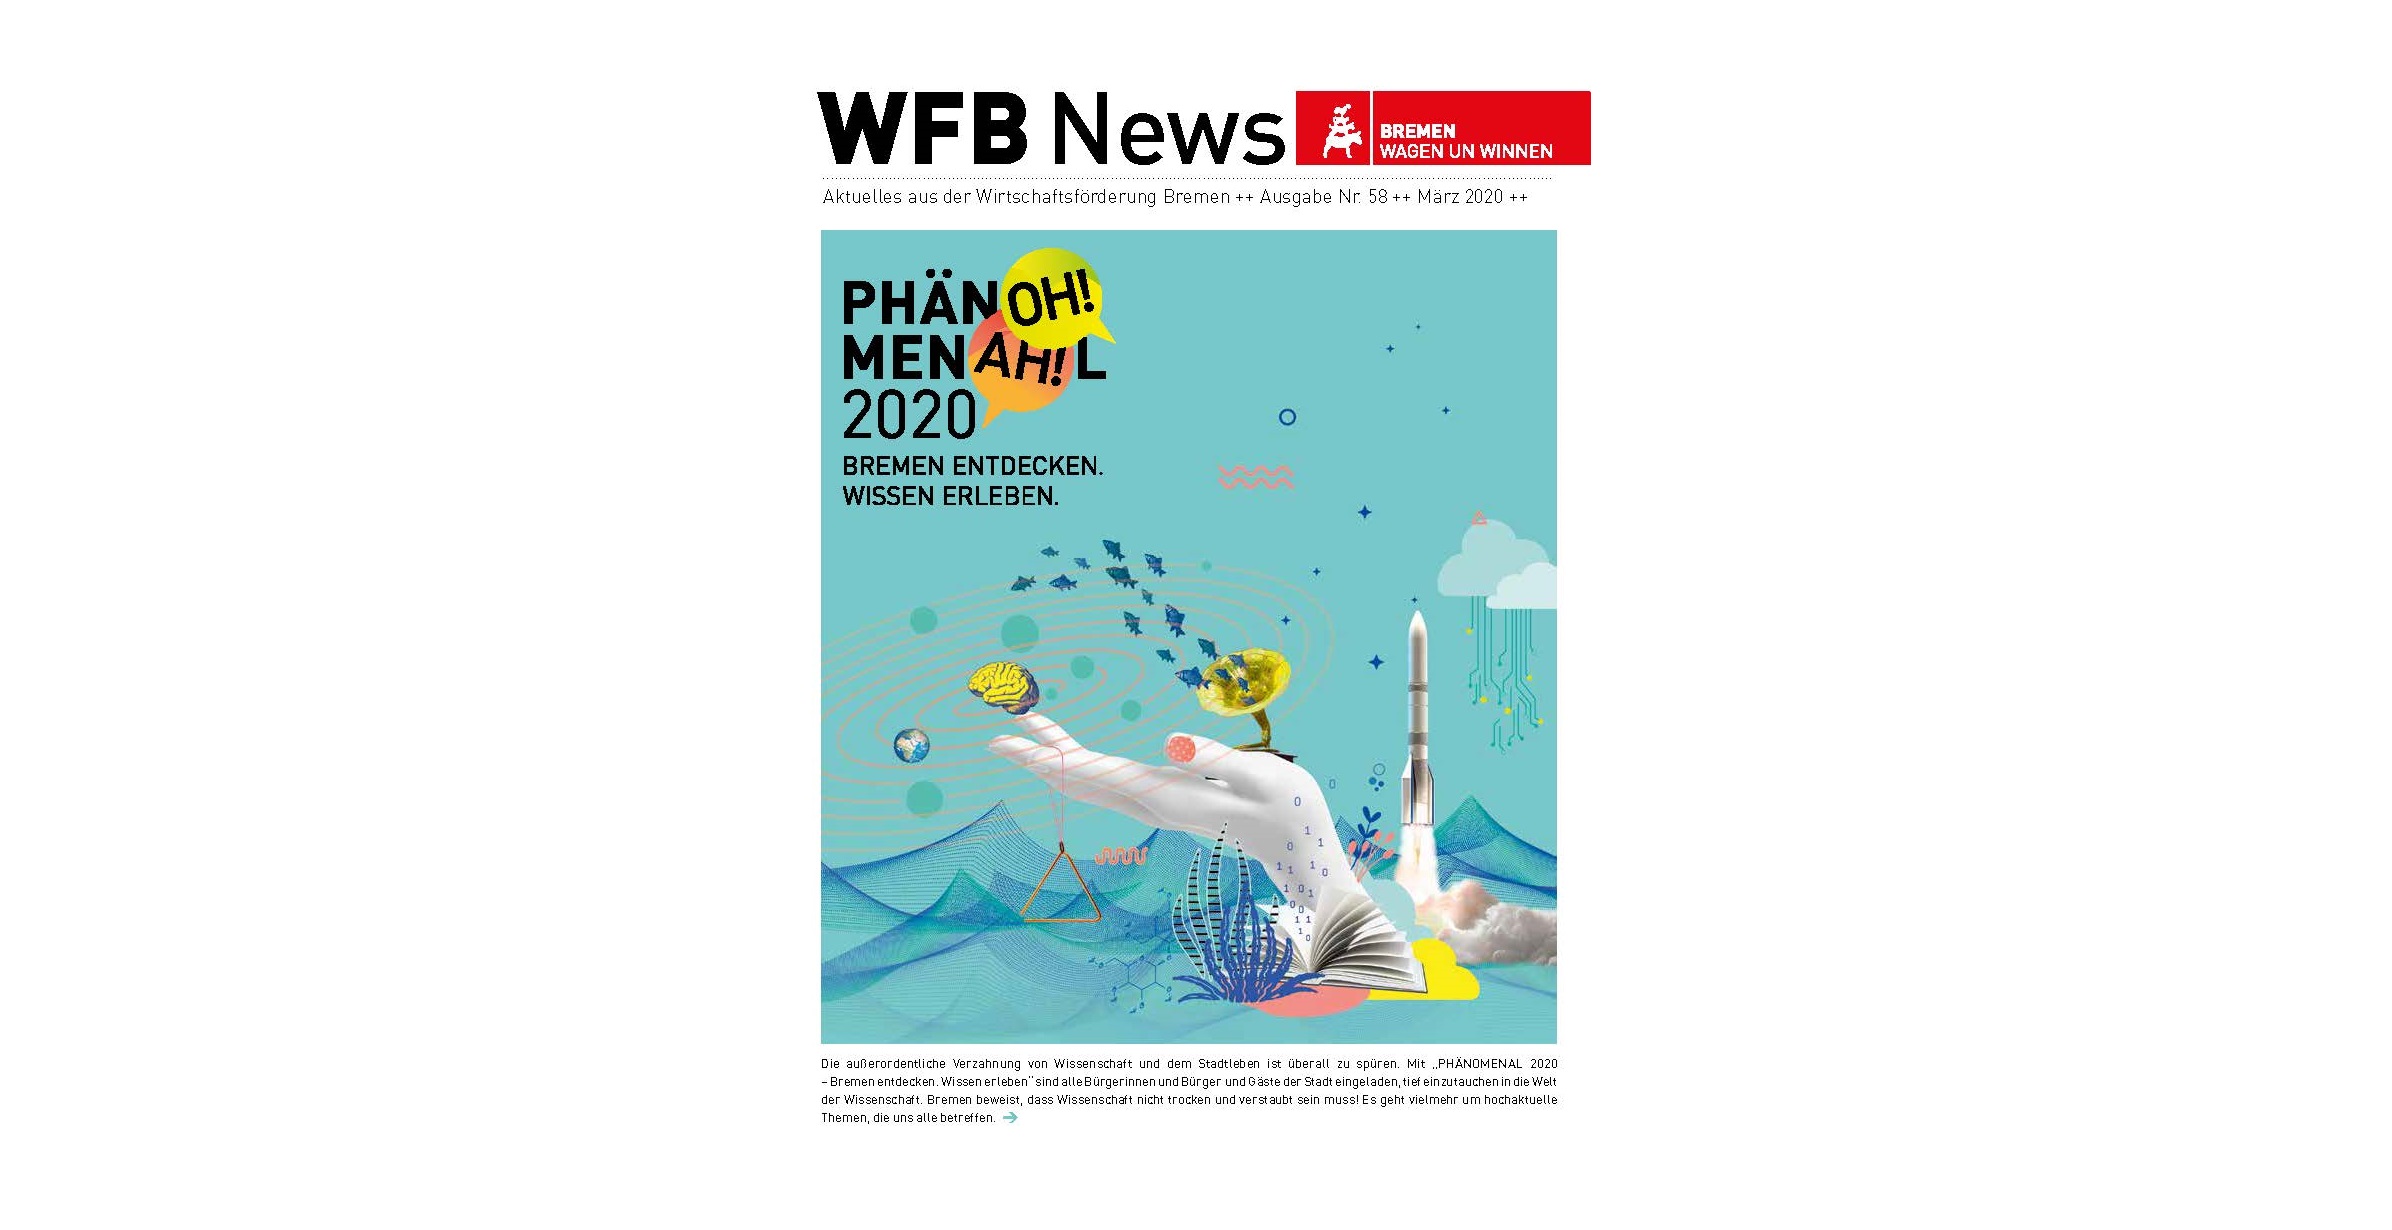 WFB News
BREMEN
WAGEN UN WINNEN
Aktuelles aus der Wirtschaftsförderung Bremen ++ Ausgabe Nr. 58 ++ März 2020 ++
PHÄNOH!
MENAH!L
2020
BREMEN ENTDECKEN.
WISSEN ERLEBEN.
Die außerordentliche Verzahnung von Wissenschaft und dem Stadtleben ist überall zu spüren. Mit „PHÄNOMENAL 2020
– Bremen entdecken. Wissen erleben“ sind alle Bürgerinnen und Bürger und Gäste der Stadt eingeladen, tief einzutauchen in die Welt
der Wissenschaft. Bremen beweist, dass Wissenschaft nicht trocken und verstaubt sein muss! Es geht vielmehr um hochaktuelle
Themen, die uns alle betreffen. ➔